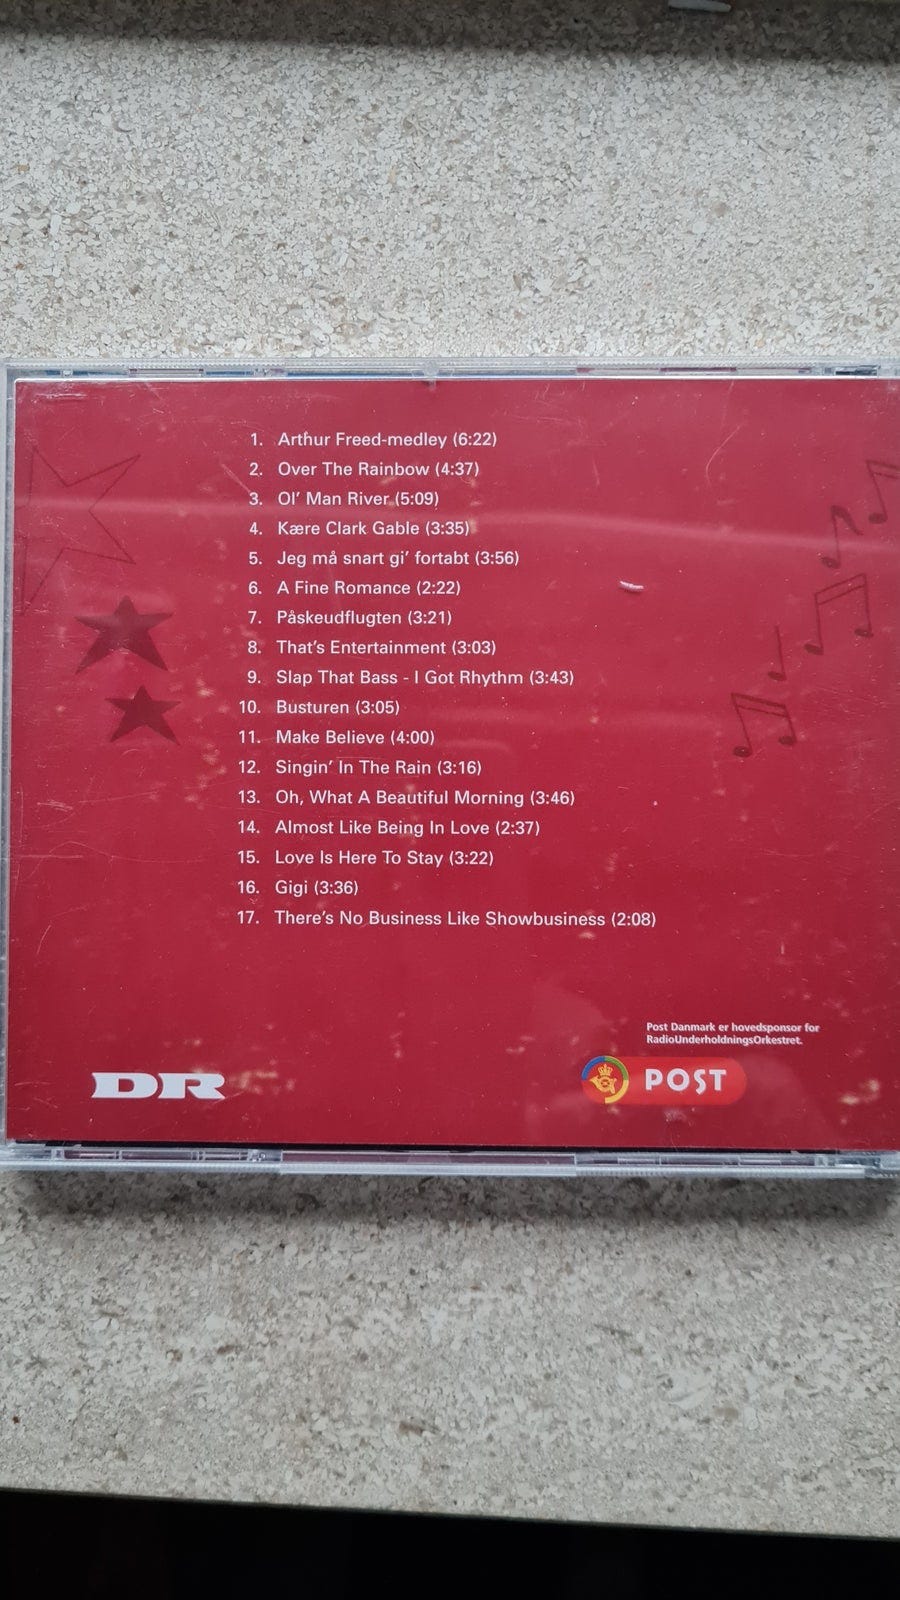 1. Arthur Freed-medley (6:22)
2. Over The Rainbow (4:37)
3. Ol' Man River (5:09)
4. Kære Clark Gable (3:35)
5. Jeg må snart gi' fortabt (3:56)
6. A Fine Romance (2:22)
7. Påskeudflugten (3:21)
8. That's Entertainment (3:03)
9. Slap That Bass - I Got Rhythm (3:43)
10. Busturen (3:05)
11. Make Believe (4:00)
12. Singin' In The Rain (3:16)
13. Oh, What A Beautiful Morning (3:46)
14. Almost Like Being In Love (2:37)
15. Love Is Here To Stay (3:22)
16. Gigi (3:36)
17. There's No Business Like Showbusiness (2:08)
Post Danmark er hovedsponsor for
RadioUnderholdningsOrkestret.
DR
POST